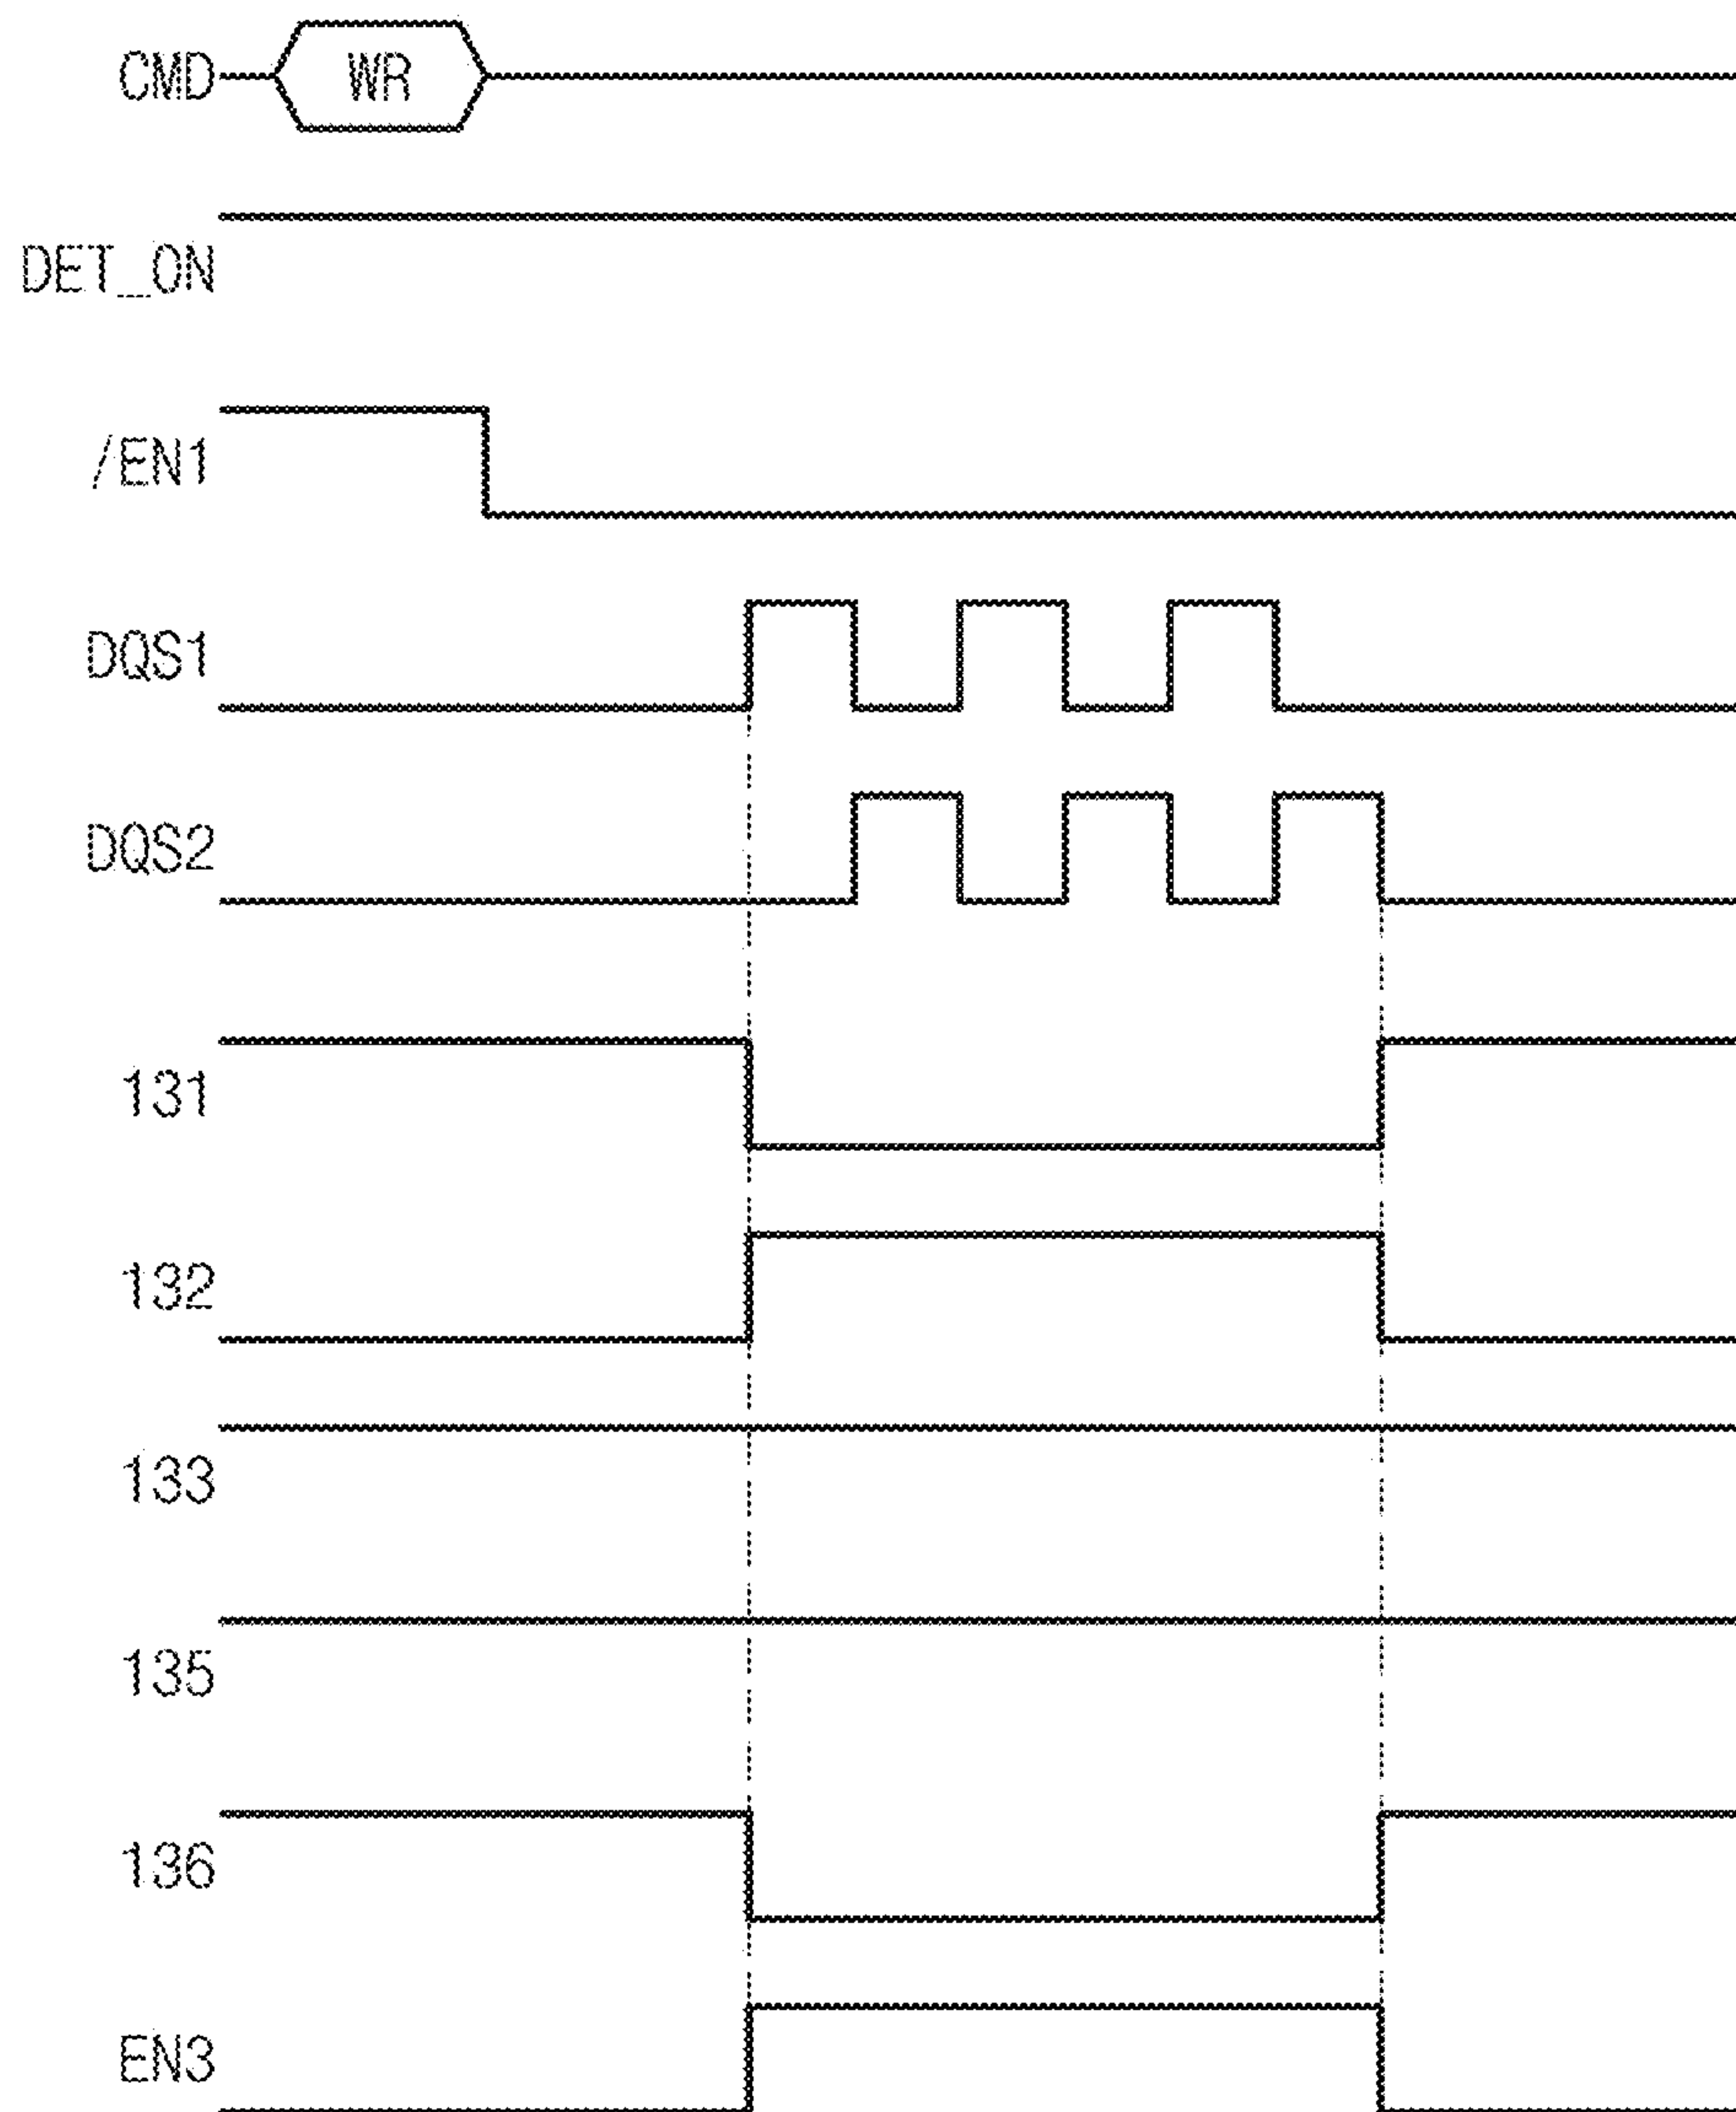 CMD WR
DET_ON
/EN1
DQS1
DQS2
131
132
133
135
136
EN3